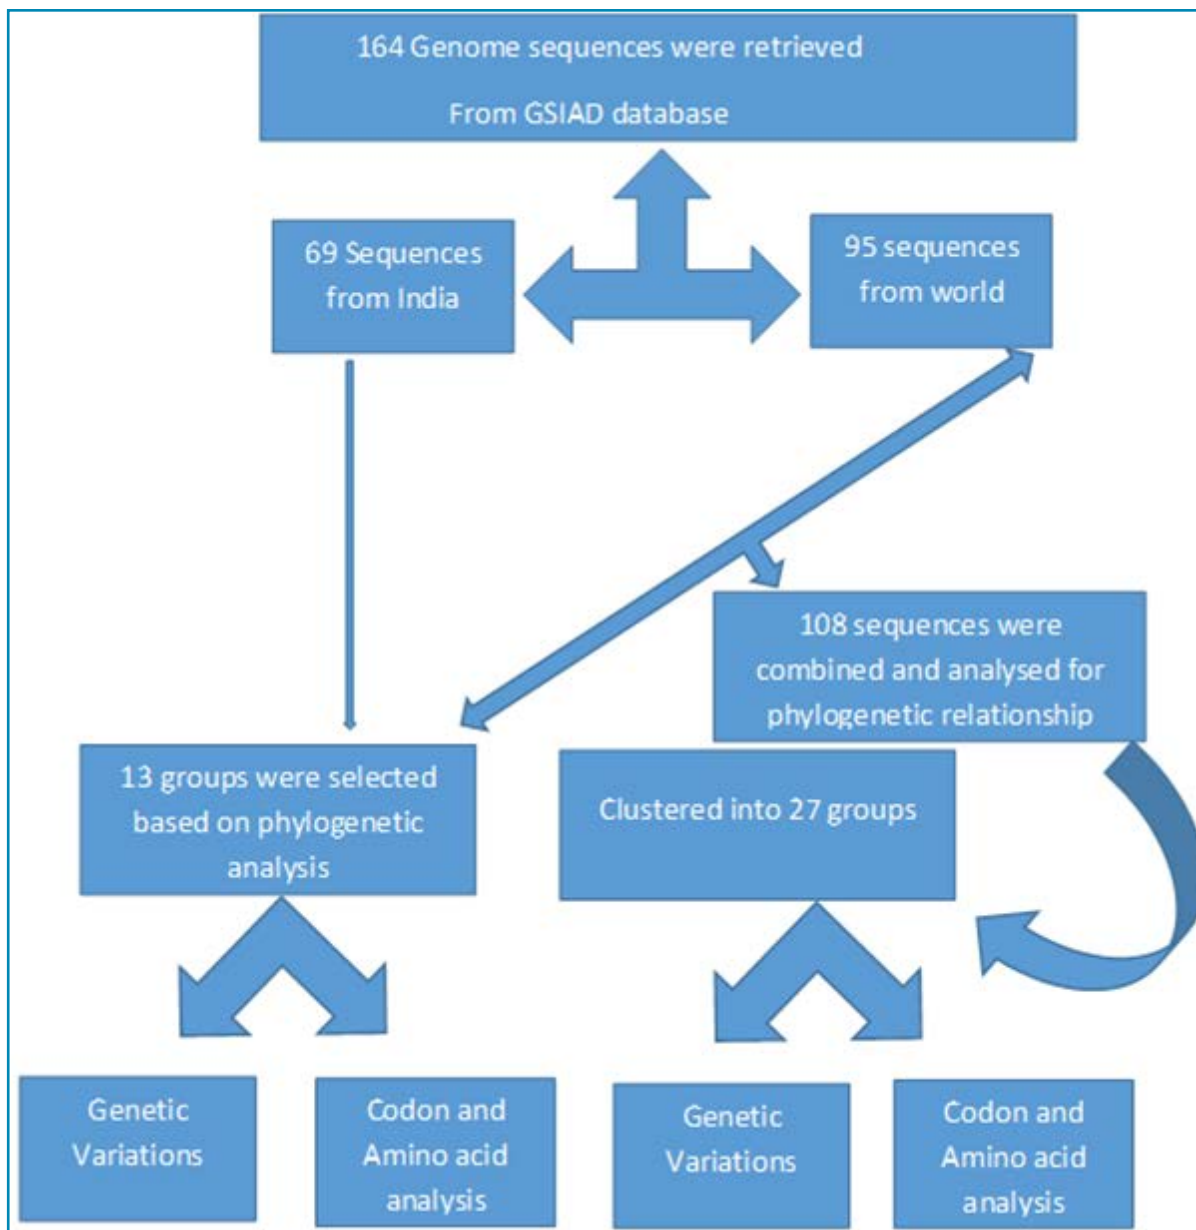 164 Genome sequences were retrieved
From GSIAD database
69 Sequences
from India
95 sequences
from world
108 sequences were
combined and analysed for
phylogenetic relationship
13 groups were selected
based on phylogenetic
analysis
Clustered into 27 groups
Genetic
Variations
Codon and
Amino acid
analysis
Genetic
Variations
Codon and
Amino acid
analysis